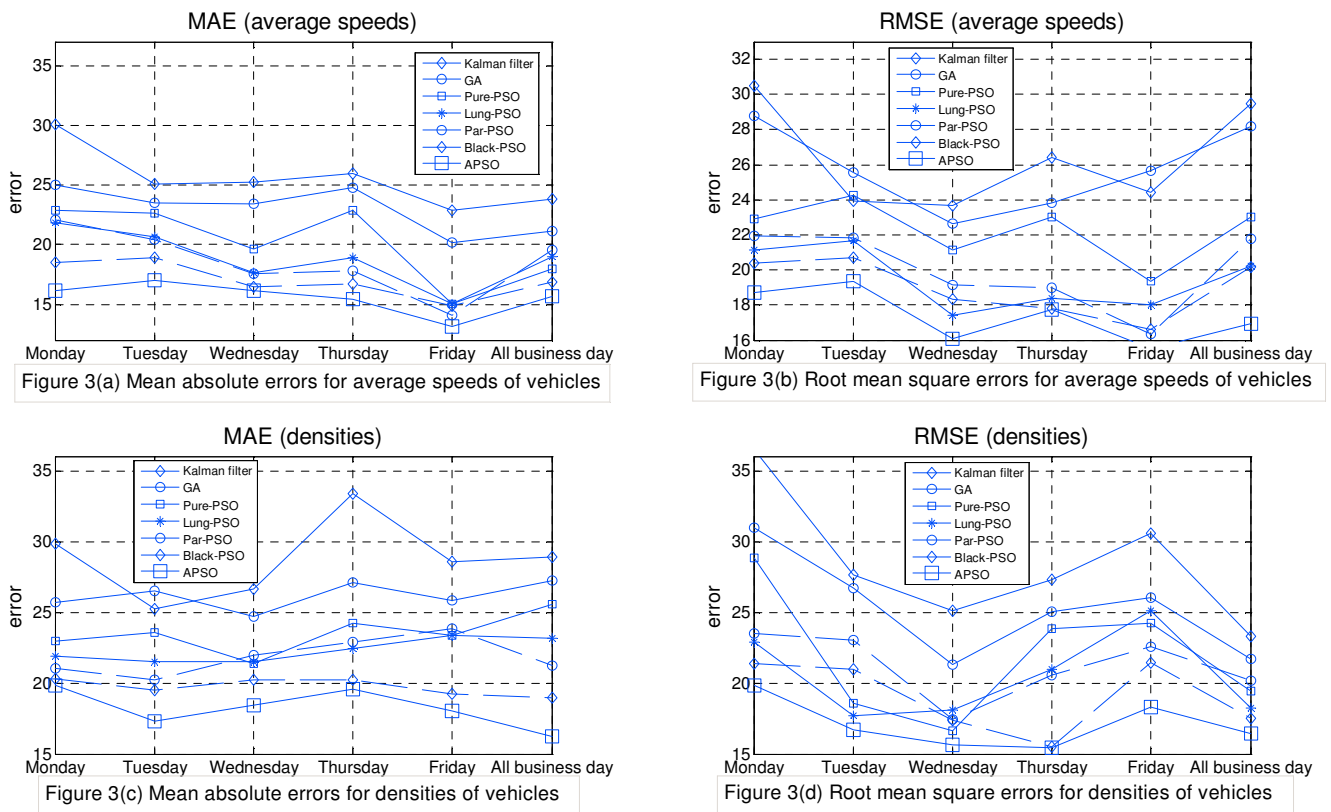 MAE (average speeds)
35
30
25
20
15
error
Kalman filter
GA
Pure-PSO
Lung-PSO
Par-PSO
Black-PSO
APSO
Monday Tuesday Wednesday Thursday Friday All business day
Figure 3(a) Mean absolute errors for average speeds of vehicles
RMSE (average speeds)
32
30
28
26
24
22
20
18
16
error
Kalman filter
GA
Pure-PSO
Lung-PSO
Par-PSO
Black-PSO
APSO
Monday Tuesday Wednesday Thursday Friday All business day
Figure 3(b) Root mean square errors for average speeds of vehicles
MAE (densities)
35
30
25
20
15
error
Kalman filter
GA
Pure-PSO
Lung-PSO
Par-PSO
Black-PSO
APSO
Monday Tuesday Wednesday Thursday Friday All business day
Figure 3(c) Mean absolute errors for densities of vehicles
RMSE (densities)
35
30
25
20
15
error
Kalman filter
GA
Pure-PSO
Lung-PSO
Par-PSO
Black-PSO
APSO
Monday Tuesday Wednesday Thursday Friday All business day
Figure 3(d) Root mean square errors for densities of vehicles